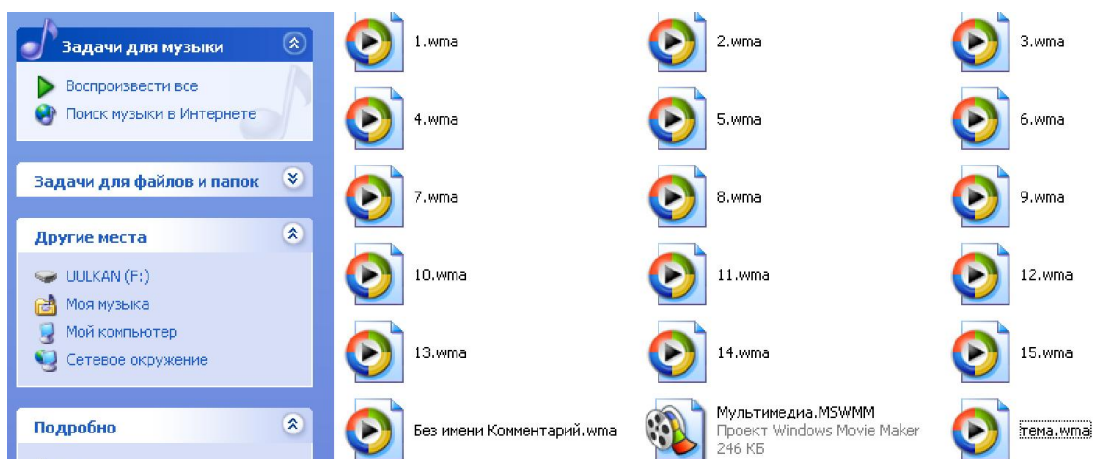 Задачи для музыки
Воспроизвести все
Поиск музыки в Интернете
Задачи для файлов и папок
Другие места
UULKAN (F:)
Моя музыка
Мой компьютер
Сетевое окружение
Подробно
1.wma
2.wma
3.wma
4.wma
5.wma
6.wma
7.wma
8.wma
9.wma
10.wma
11.wma
12.wma
13.wma
14.wma
15.wma
Без имени Комментарий.wma
Мультимедиа.MSWMM
Проект Windows Movie Maker
246 КБ
тема.wma